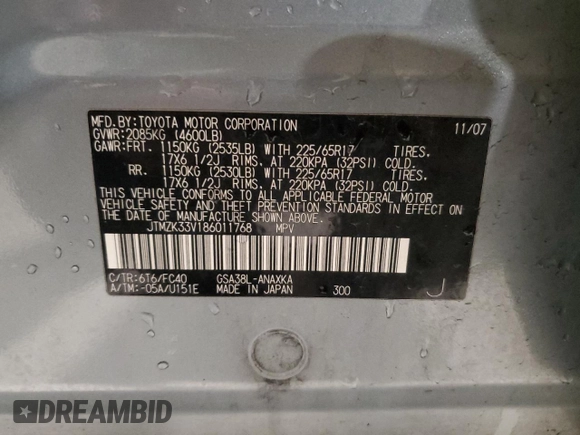 MFD.BY:TOYOTA MOTOR CORPORATION 11/07
GVWR:2085KG (4600LB)
GAWR:FRT. 1150KG (2535LB) WITH 225/65R17 TIRES.
17X6 1/2J RIMS. AT 220KPA (32PSI) COLD.
RR. 1150KG (2530LB) WITH 225/65R17 TIRES.
17X6 1/2J RIMS. AT 220KPA (32PSI) COLD.
THIS VEHICLE CONFORMS TO ALL APPLICABLE FEDERAL MOTOR
VEHICLE SAFETY AND THEFT PREVENTION STANDARDS IN EFFECT
ON THE DATE OF MANUFACTURE SHOWN ABOVE.
JTMZK33V186011768 MPV
C/TR:6T6/FC40 GSA38L-ANAXKA
A/TM:-05A/U151E MADE IN JAPAN 300 J
DREAMBID